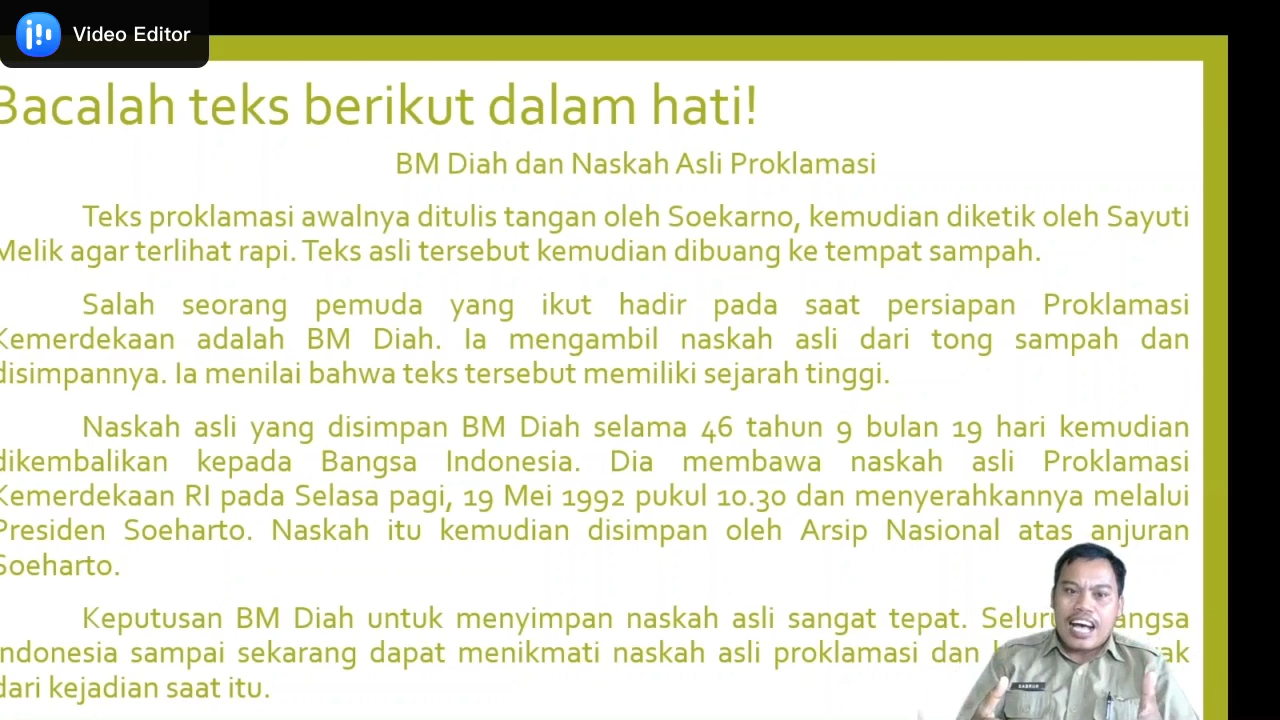 Video Editor
Bacalah teks berikut dalam hati!
BM Diah dan Naskah Asli Proklamasi
Teks proklamasi awalnya ditulis tangan oleh Soekarno, kemudian diketik oleh Sayuti
Melik agar terlihat rapi. Teks asli tersebut kemudian dibuang ke tempat sampah.
Salah seorang pemuda yang ikut hadir pada saat persiapan Proklamasi
Kemerdekaan adalah BM Diah. Ia mengambil naskah asli dari tong sampah dan
disimpannya. Ia menilai bahwa teks tersebut memiliki sejarah tinggi.
Naskah asli yang disimpan BM Diah selama 46 tahun 9 bulan 19 hari kemudian
dikembalikan kepada Bangsa Indonesia. Dia membawa naskah asli Proklamasi
Kemerdekaan RI pada Selasa pagi, 19 Mei 1992 pukul 10.30 dan menyerahkannya melalui
Presiden Soeharto. Naskah itu kemudian disimpan oleh Arsip Nasional atas anjuran
Soeharto.
Keputusan BM Diah untuk menyimpan naskah asli sangat tepat.
Indonesia sampai sekarang dapat menikmati naskah asli proklamasi dan
dari kejadian saat itu.